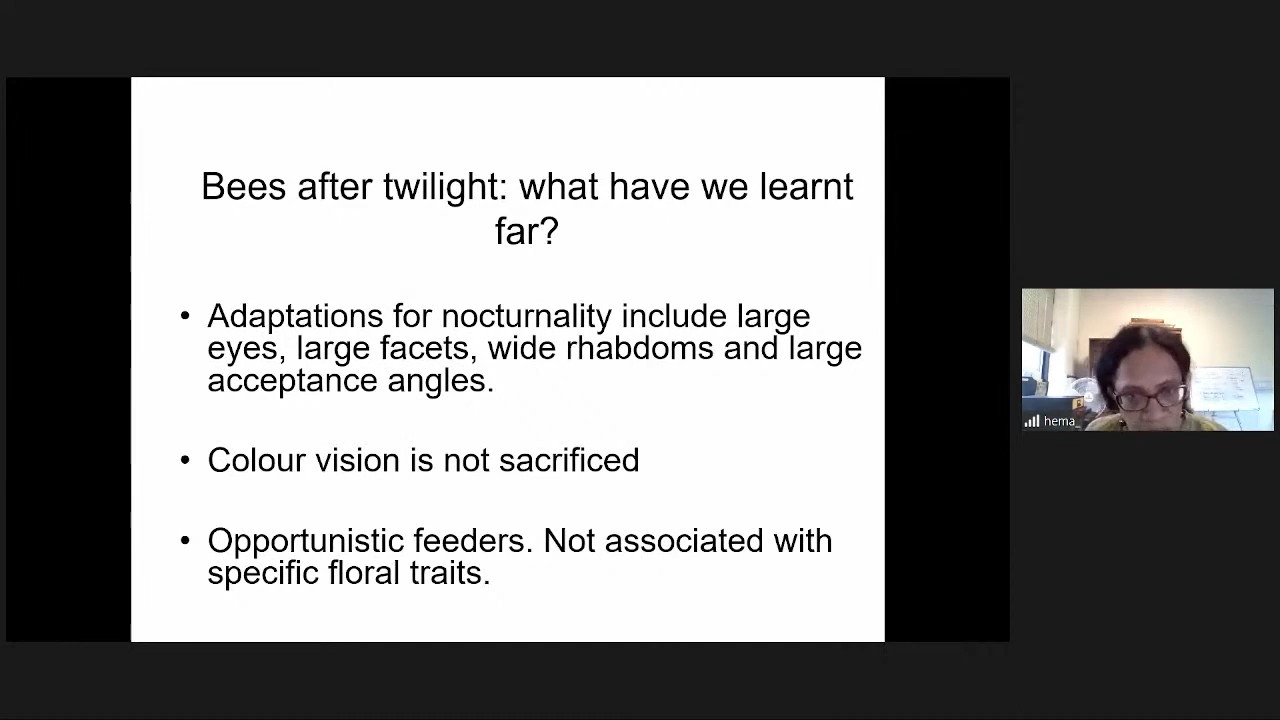 Bees after twilight: what have we learnt
far?
• Adaptations for nocturnality include large
eyes, large facets, wide rhabdoms and large
acceptance angles.
• Colour vision is not sacrificed
• Opportunistic feeders. Not associated with
specific floral traits.
hema